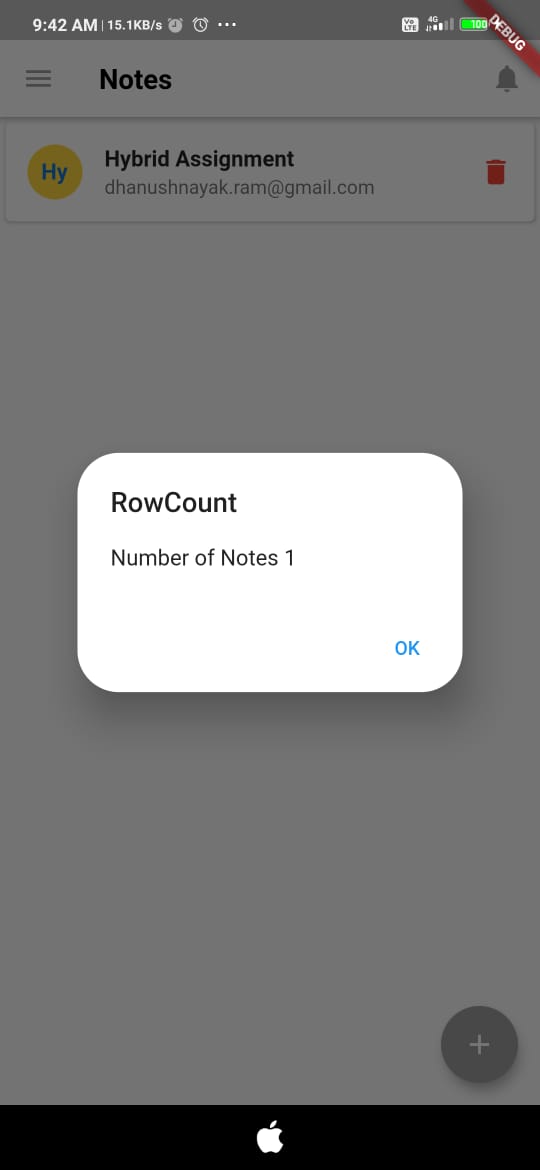 9:42 AM | 15.1KB/s ...
Vo LTE 4G 100
DEBUG
Notes
Hy
Hybrid Assignment
dhanushnayak.ram@gmail.com
RowCount
Number of Notes 1
OK
+